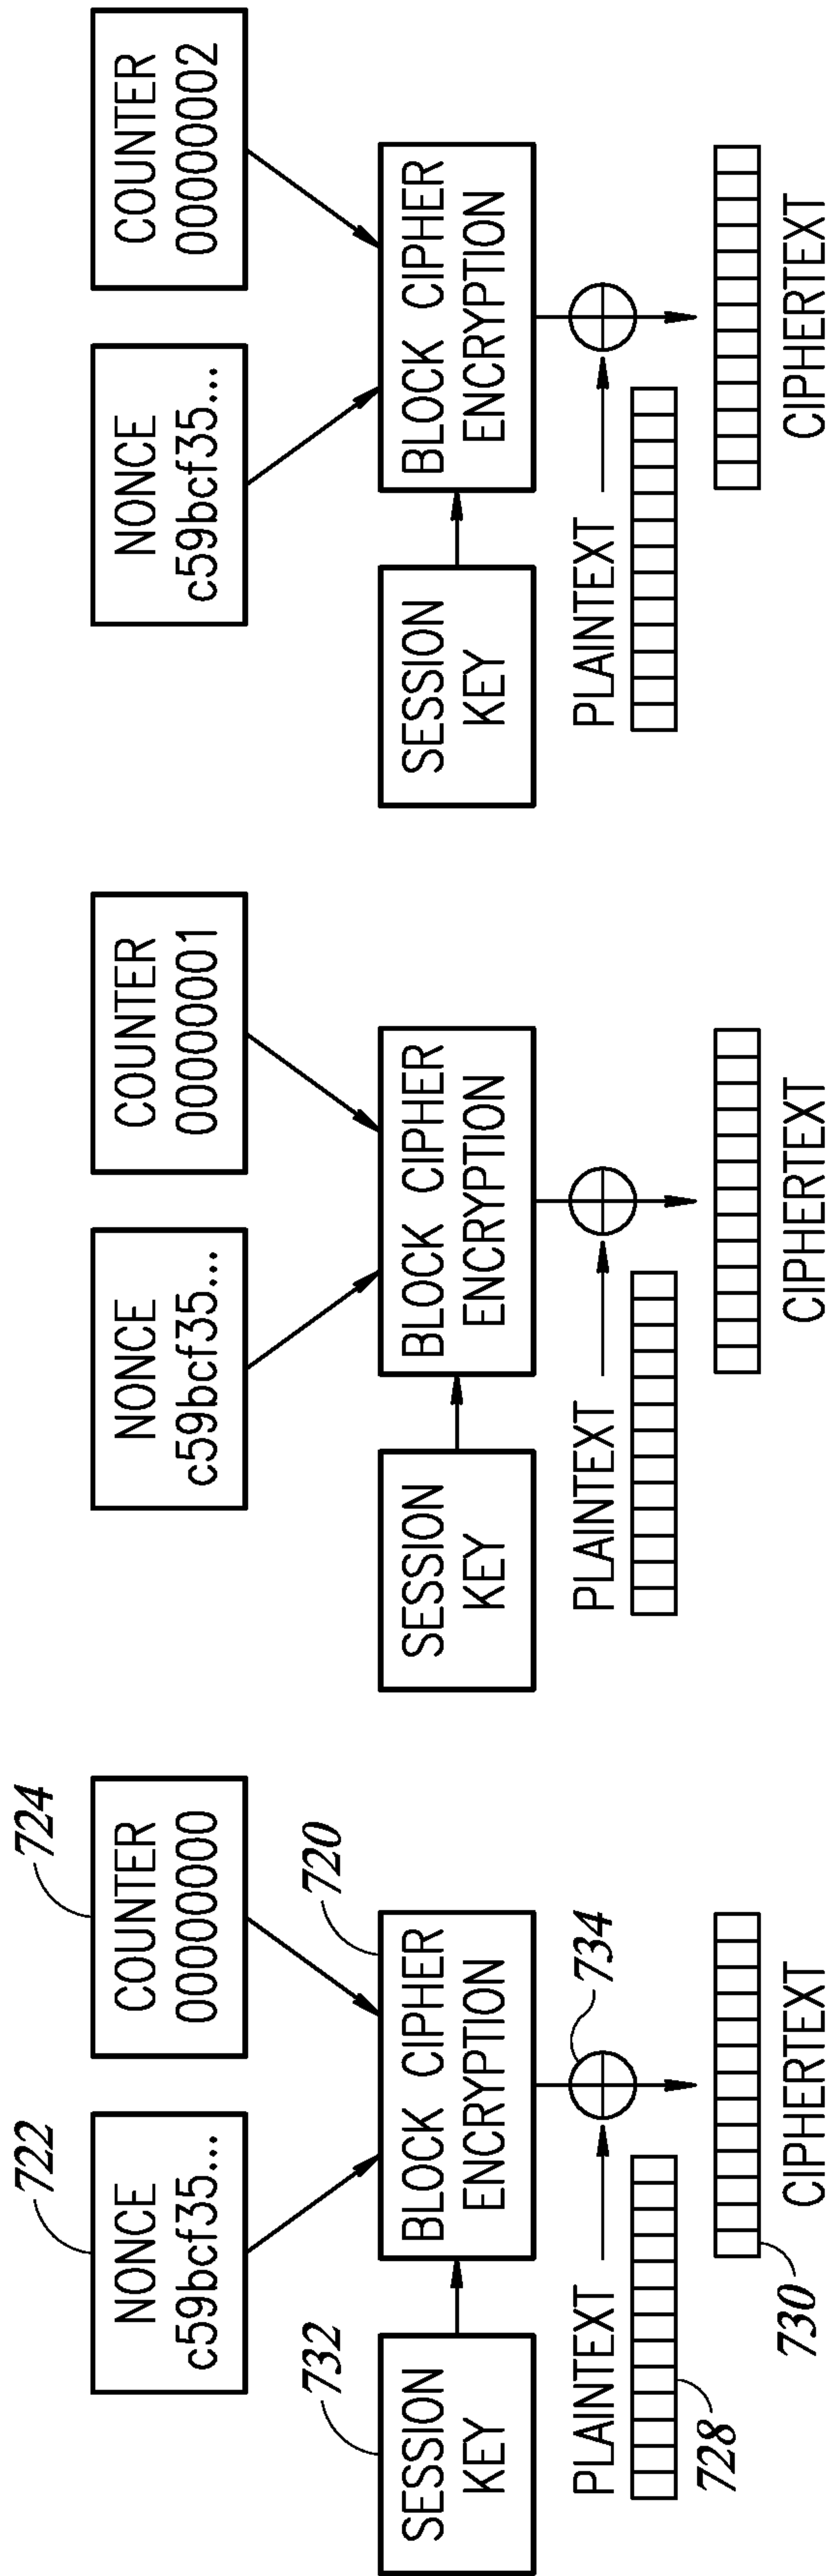 722
724
NONCE
c59bcf35...
COUNTER
00000000
732
SESSION
KEY
720
BLOCK CIPHER
ENCRYPTION
PLAINTEXT
734
728
730
CIPHERTEXT
NONCE
c59bcf35...
COUNTER
00000001
SESSION
KEY
BLOCK CIPHER
ENCRYPTION
PLAINTEXT
CIPHERTEXT
NONCE
c59bcf35...
COUNTER
00000002
SESSION
KEY
BLOCK CIPHER
ENCRYPTION
PLAINTEXT
CIPHERTEXT